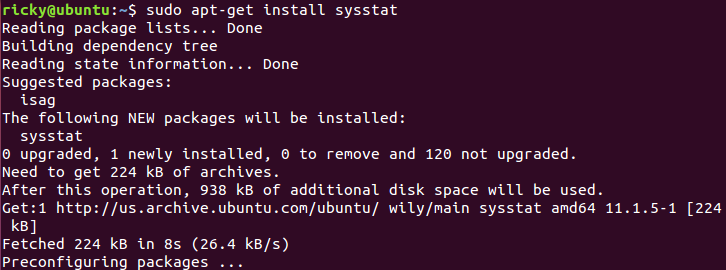 ricky@ubuntu:~$ sudo apt-get install sysstat
Reading package lists... Done
Building dependency tree
Reading state information... Done
Suggested packages:
  isag
The following NEW packages will be installed:
  sysstat
0 upgraded, 1 newly installed, 0 to remove and 120 not upgraded.
Need to get 224 kB of archives.
After this operation, 938 kB of additional disk space will be used.
Get:1 http://us.archive.ubuntu.com/ubuntu/ wily/main sysstat amd64 11.1.5-1 [224
 kB]
Fetched 224 kB in 8s (26.4 kB/s)
Preconfiguring packages ...